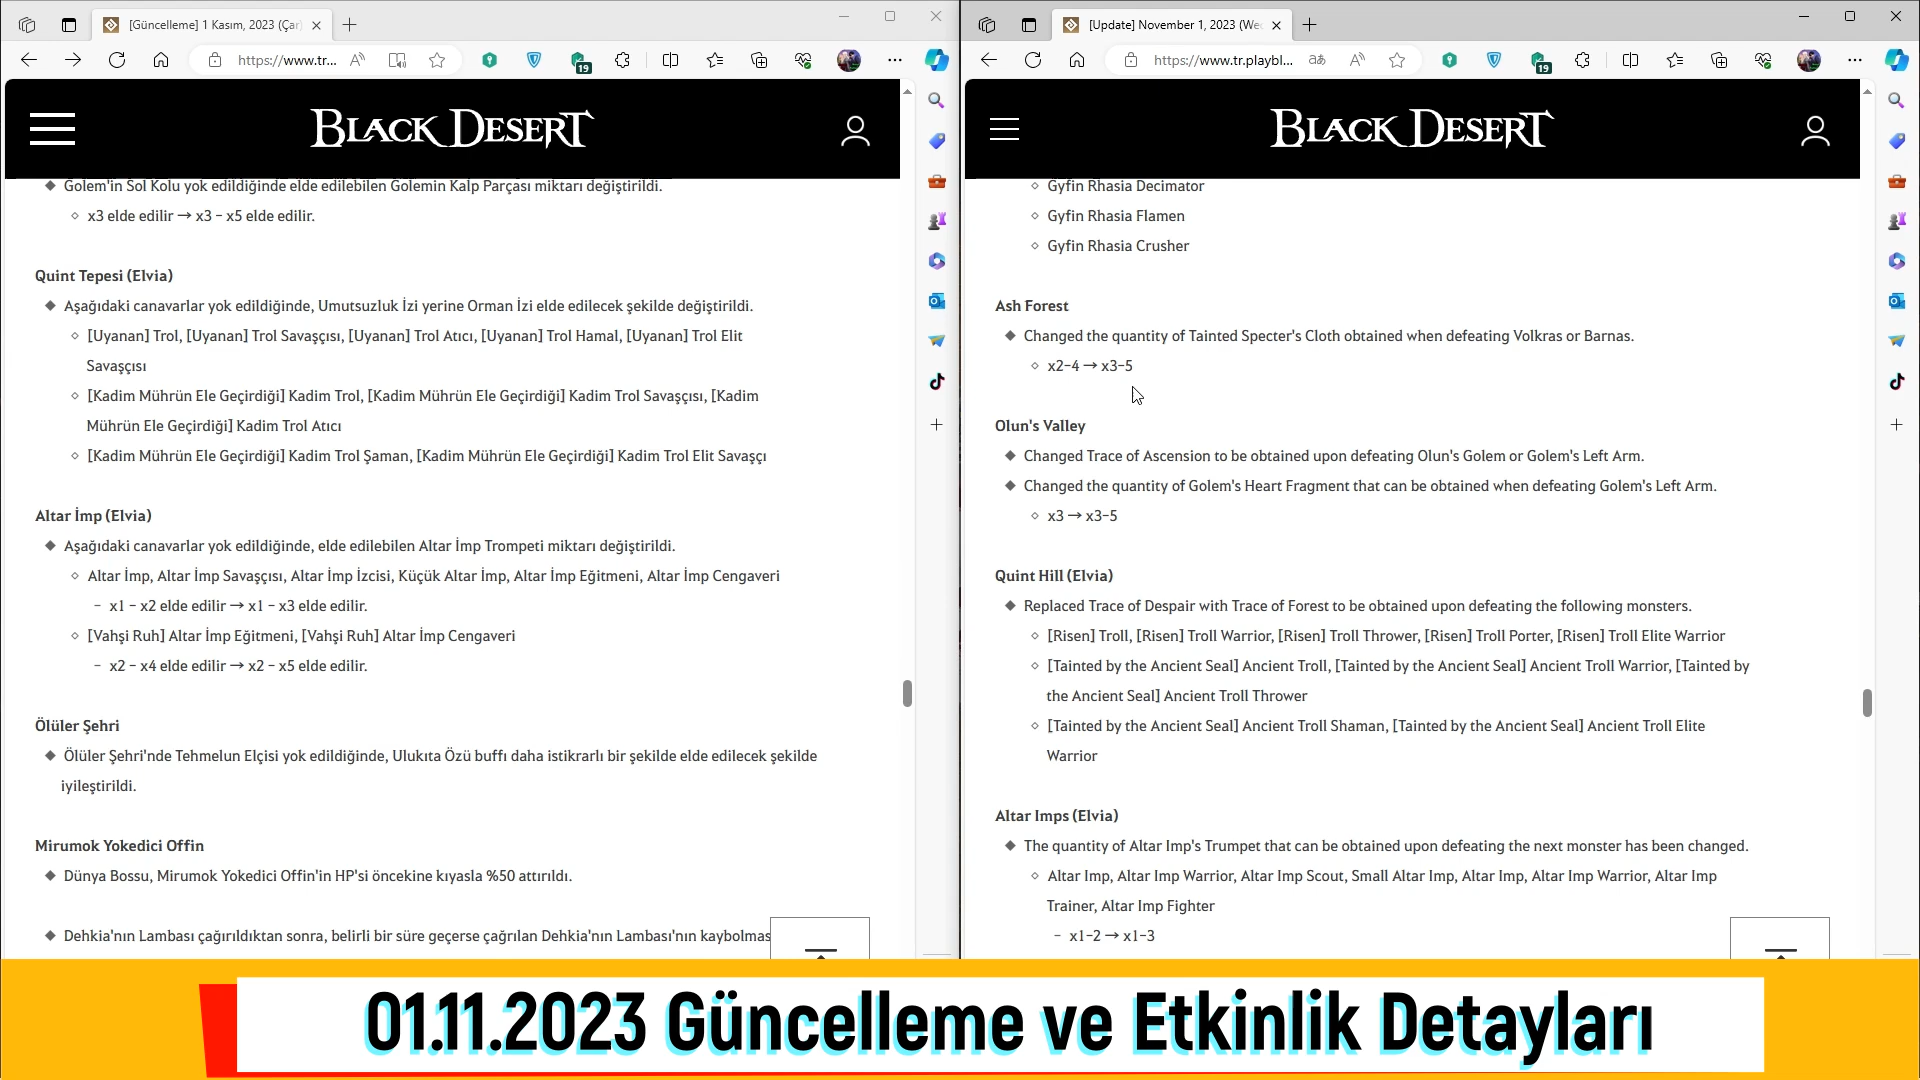 [Güncelleme] 1 Kasım, 2023 (Çar
https://www.tr...
19
BLACK DESERT
Golem'in Sol Kolu yok edildiğinde elde edilebilen Golemin Kalp Parçası miktarı değiştirildi.
x3 elde edilir → x3 – x5 elde edilir.
Quint Tepesi (Elvia)
Aşağıdaki canavarlar yok edildiğinde, Umutsuzluk İzi yerine Orman İzi elde edilecek şekilde değiştirildi.
[Uyanan] Trol, [Uyanan] Trol Savaşçısı, [Uyanan] Trol Atıcı, [Uyanan] Trol Hamal, [Uyanan] Trol Elit
Savaşçısı
[Kadim Mührün Ele Geçirdiği] Kadim Trol, [Kadim Mührün Ele Geçirdiği] Kadim Trol Savaşçısı, [Kadim
Mührün Ele Geçirdiği] Kadim Trol Atıcı
[Kadim Mührün Ele Geçirdiği] Kadim Trol Şaman, [Kadim Mührün Ele Geçirdiği] Kadim Trol Elit Savaşçı
Altar İmp (Elvia)
Aşağıdaki canavarlar yok edildiğinde, elde edilebilen Altar İmp Trompeti miktarı değiştirildi.
Altar İmp, Altar İmp Savaşçısı, Altar İmp İzcisi, Küçük Altar İmp, Altar İmp Eğitmeni, Altar İmp Cengaveri
– x1 – x2 elde edilir → x1 – x3 elde edilir.
[Vahşi Ruh] Altar İmp Eğitmeni, [Vahşi Ruh] Altar İmp Cengaveri
– x2 – x4 elde edilir → x2 – x5 elde edilir.
Ölüler Şehri
Ölüler Şehri'nde Tehmelun Elçisi yok edildiğinde, Ulukıta Özü buffı daha istikrarlı bir şekilde elde edilecek şekilde
iyileştirildi.
Mirumok Yokedici Offin
Dünya Bossu, Mirumok Yokedici Offin'in HP'si öncekine kıyasla %50 attırıldı.
Dehkia'nın Lambası çağırıldıktan sonra, belirli bir süre geçerse çağrılan Dehkia'nın Lambası'nın kaybolmas
[Update] November 1, 2023 (Wed
https://www.tr.playbl...
19
BLACK DESERT
Gyfin Rhasia Decimator
Gyfin Rhasia Flamen
Gyfin Rhasia Crusher
Ash Forest
Changed the quantity of Tainted Specter's Cloth obtained when defeating Volkras or Barnas.
x2–4 → x3–5
Olun's Valley
Changed Trace of Ascension to be obtained upon defeating Olun's Golem or Golem's Left Arm.
Changed the quantity of Golem's Heart Fragment that can be obtained when defeating Golem's Left Arm.
x3 → x3–5
Quint Hill (Elvia)
Replaced Trace of Despair with Trace of Forest to be obtained upon defeating the following monsters.
[Risen] Troll, [Risen] Troll Warrior, [Risen] Troll Thrower, [Risen] Troll Porter, [Risen] Troll Elite Warrior
[Tainted by the Ancient Seal] Ancient Troll, [Tainted by the Ancient Seal] Ancient Troll Warrior, [Tainted by
the Ancient Seal] Ancient Troll Thrower
[Tainted by the Ancient Seal] Ancient Troll Shaman, [Tainted by the Ancient Seal] Ancient Troll Elite
Warrior
Altar Imps (Elvia)
The quantity of Altar Imp's Trumpet that can be obtained upon defeating the next monster has been changed.
Altar Imp, Altar Imp Warrior, Altar Imp Scout, Small Altar Imp, Altar Imp, Altar Imp Warrior, Altar Imp
Trainer, Altar Imp Fighter
– x1–2 → x1–3
01.11.2023 Güncelleme ve Etkinlik Detayları